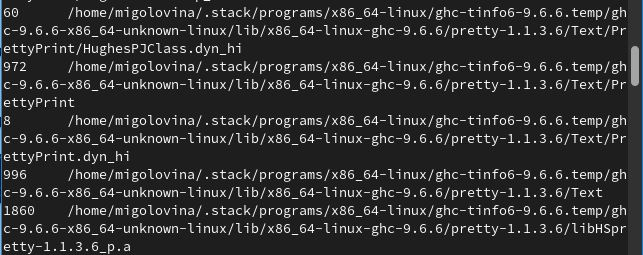 60      /home/migolovina/.stack/programs/x86_64-linux/ghc-tinfo6-9.6.6.temp/gh
c-9.6.6-x86_64-unknown-linux/lib/x86_64-linux-ghc-9.6.6/pretty-1.1.3.6/Text/Pr
ettyPrint/HughesPJClass.dyn_hi
972     /home/migolovina/.stack/programs/x86_64-linux/ghc-tinfo6-9.6.6.temp/gh
c-9.6.6-x86_64-unknown-linux/lib/x86_64-linux-ghc-9.6.6/pretty-1.1.3.6/Text/Pr
ettyPrint
8       /home/migolovina/.stack/programs/x86_64-linux/ghc-tinfo6-9.6.6.temp/gh
c-9.6.6-x86_64-unknown-linux/lib/x86_64-linux-ghc-9.6.6/pretty-1.1.3.6/Text/Pr
ettyPrint.dyn_hi
996     /home/migolovina/.stack/programs/x86_64-linux/ghc-tinfo6-9.6.6.temp/gh
c-9.6.6-x86_64-unknown-linux/lib/x86_64-linux-ghc-9.6.6/pretty-1.1.3.6/Text
1860    /home/migolovina/.stack/programs/x86_64-linux/ghc-tinfo6-9.6.6.temp/gh
c-9.6.6-x86_64-unknown-linux/lib/x86_64-linux-ghc-9.6.6/pretty-1.1.3.6/libHSpr
etty-1.1.3.6_p.a